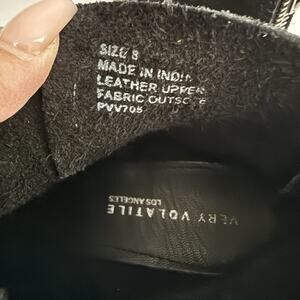 SIZE 8
MADE IN INDIA
LEATHER UPPER
FABRIC OUTSOLE
PVV705
VERY VOLATILE
LOS ANGELES